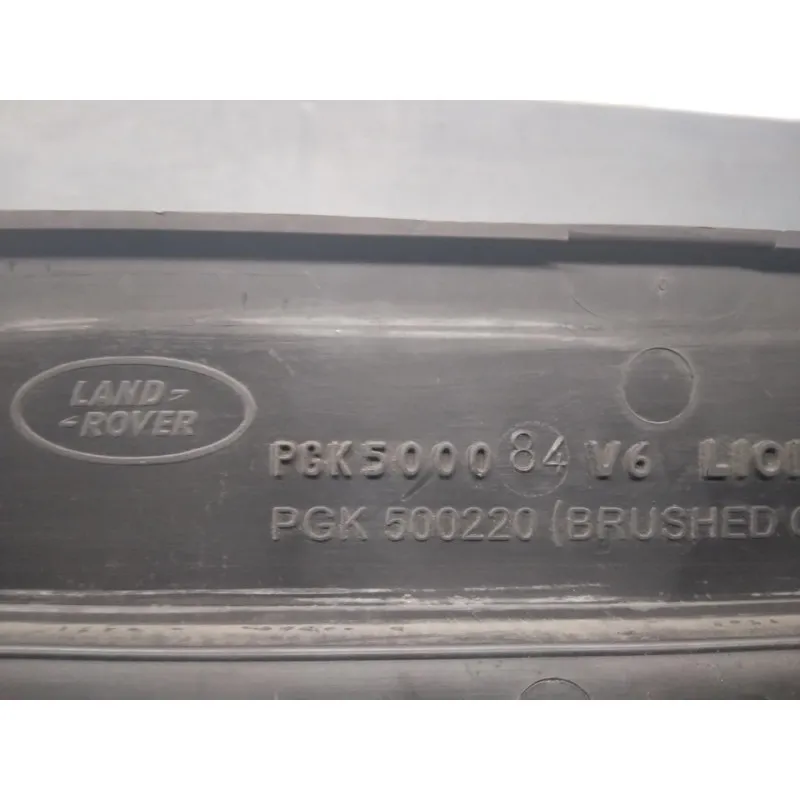 LAND-
-ROVER
PGK500084 V6
PGK 500220 (BRUSHED